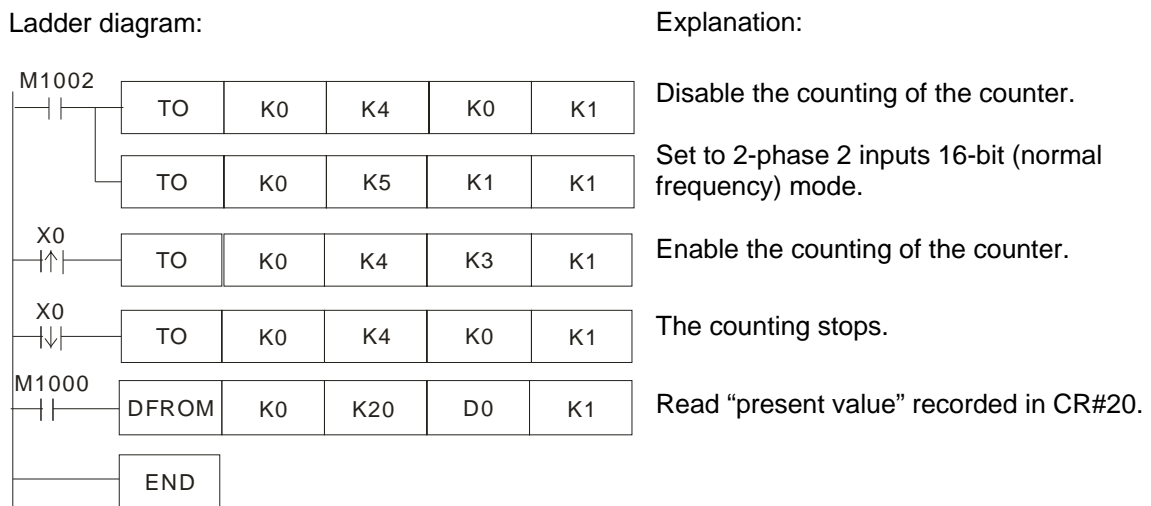 Ladder diagram: Explanation:
M1002
TO K0 K4 K0 K1 Disable the counting of the counter.
TO K0 K5 K1 K1 Set to 2-phase 2 inputs 16-bit (normal
frequency) mode.
X0
TO K0 K4 K3 K1 Enable the counting of the counter.
X0
TO K0 K4 K0 K1 The counting stops.
M1000
DFROM K0 K20 D0 K1 Read “present value” recorded in CR#20.
END